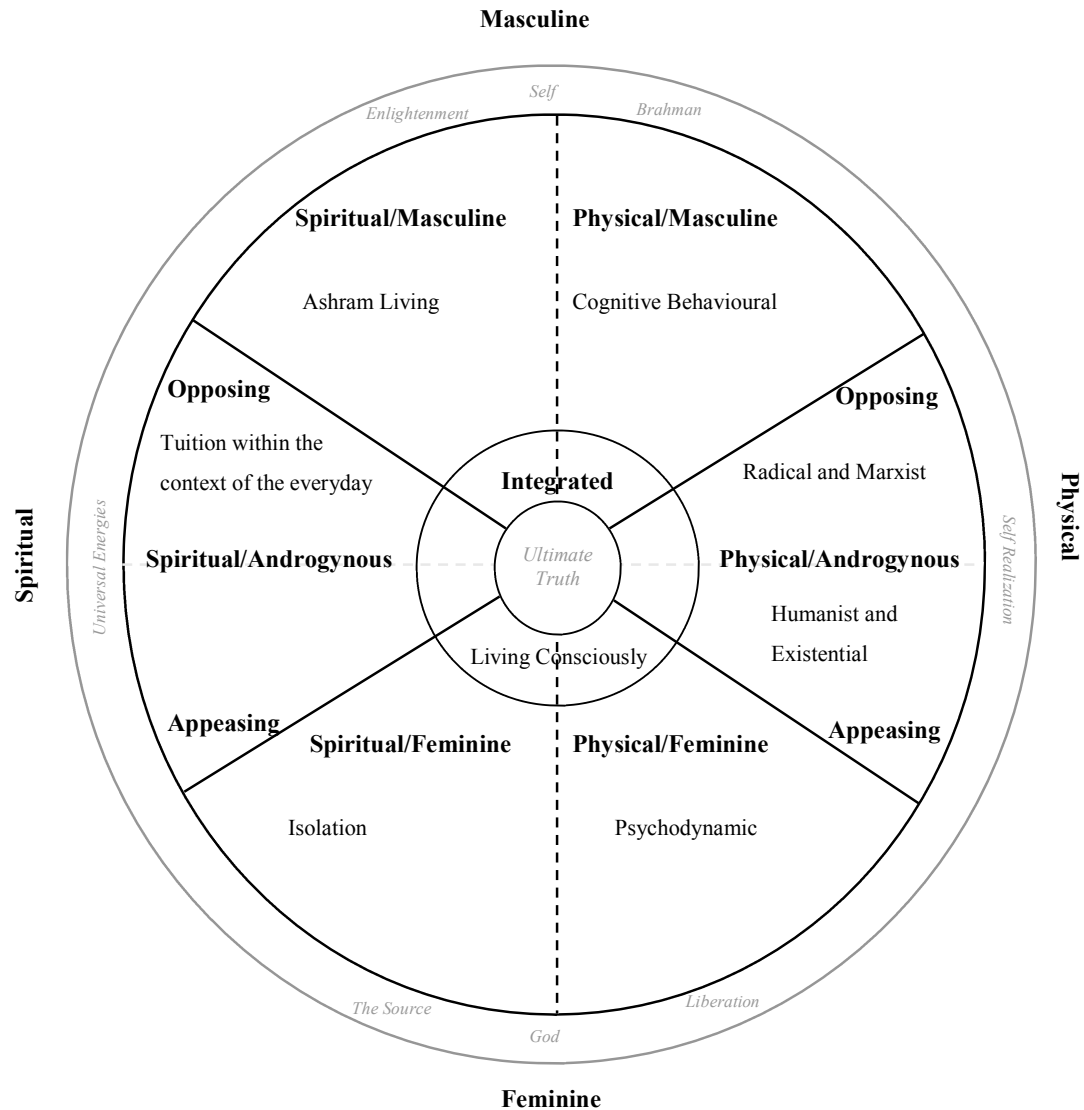 Masculine
Self
Enlightenment
Brahman
Spiritual/Masculine
Physical/Masculine
Ashram Living
Cognitive Behavioural
Opposing
Opposing
Tuition within the
context of the everyday
Radical and Marxist
Integrated
Spiritual
Universal Energies
Spiritual/Androgynous
Ultimate
Truth
Physical/Androgynous
Self Realization
Physical
Humanist and
Existential
Living Consciously
Appeasing
Appeasing
Spiritual/Feminine
Physical/Feminine
Isolation
Psychodynamic
The Source
Liberation
God
Feminine